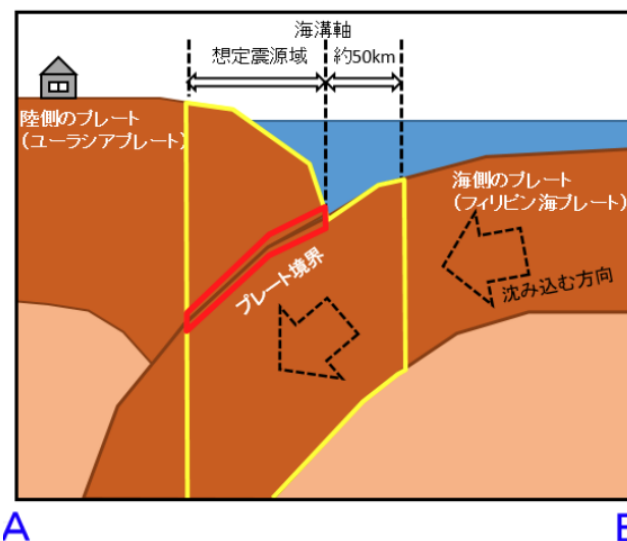 海溝軸
想定震源域
約50km
陸側のプレート
(ユーラシアプレート)
海側のプレート
(フィリピン海プレート)
プレート境界
沈み込む方向
A
B